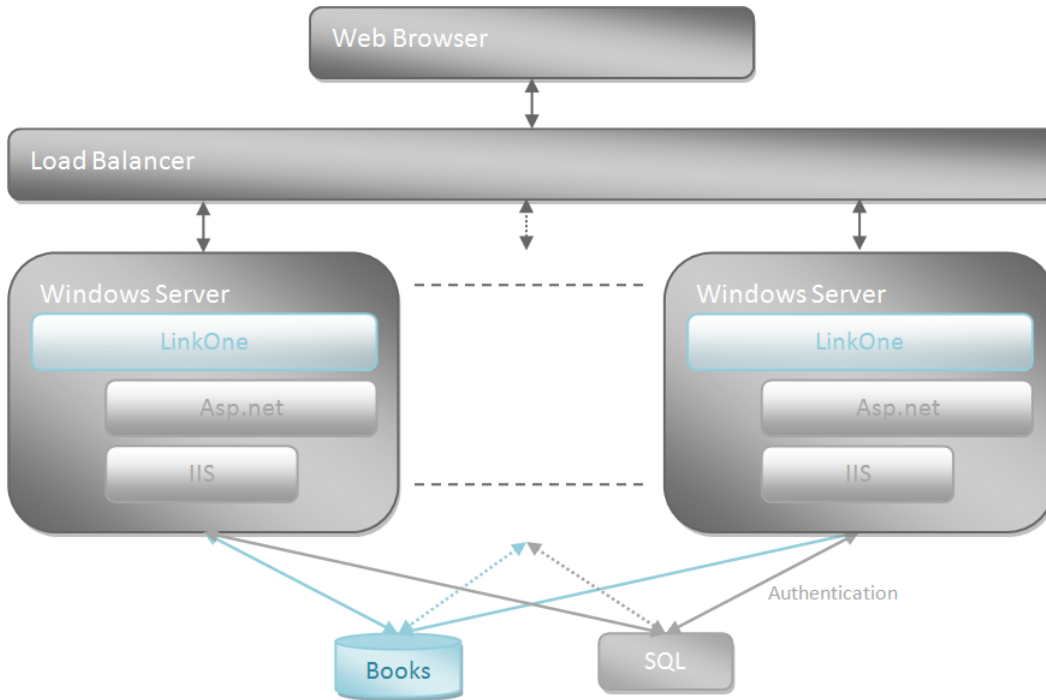 Web Browser
Load Balancer
Windows Server
LinkOne
Asp.net
IIS
Windows Server
LinkOne
Asp.net
IIS
Authentication
Books
SQL